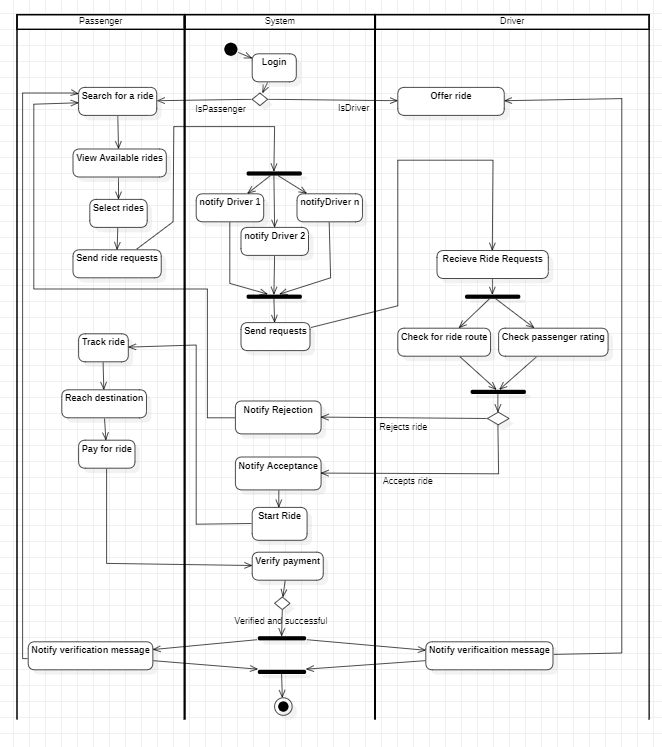 Passenger
System
Driver
Login
Search for a ride
Offer ride
IsPassenger
IsDriver
View Available rides
notify Driver 1
notifyDriver n
Select rides
notify Driver 2
Send ride requests
Recieve Ride Requests
Send requests
Track ride
Check for ride route
Check passenger rating
Reach destination
Notify Rejection
Rejects ride
Pay for ride
Notify Acceptance
Accepts ride
Start Ride
Verify payment
Verified and successful
Notify verification message
Notify verificaition message